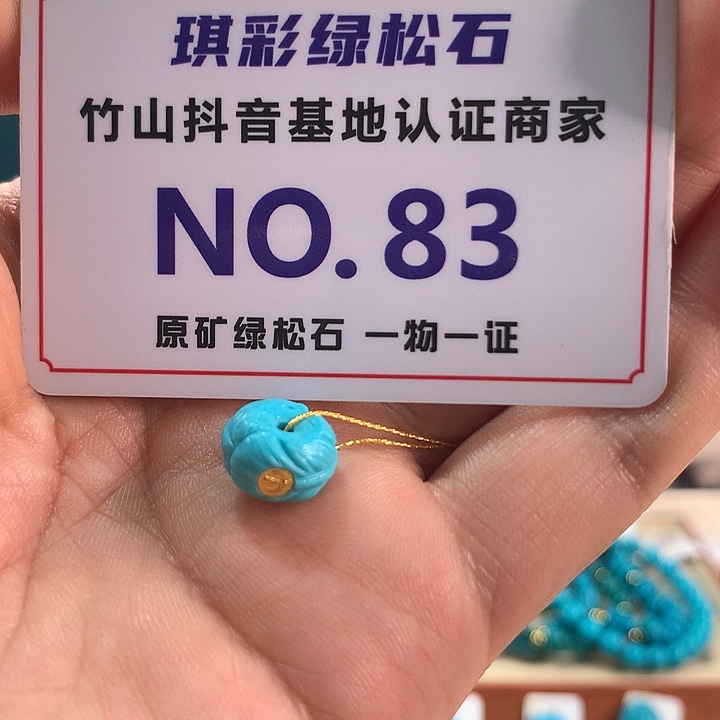 琪彩绿松石
竹山抖音基地认证商家
NO. 83
原矿绿松石 一物一证